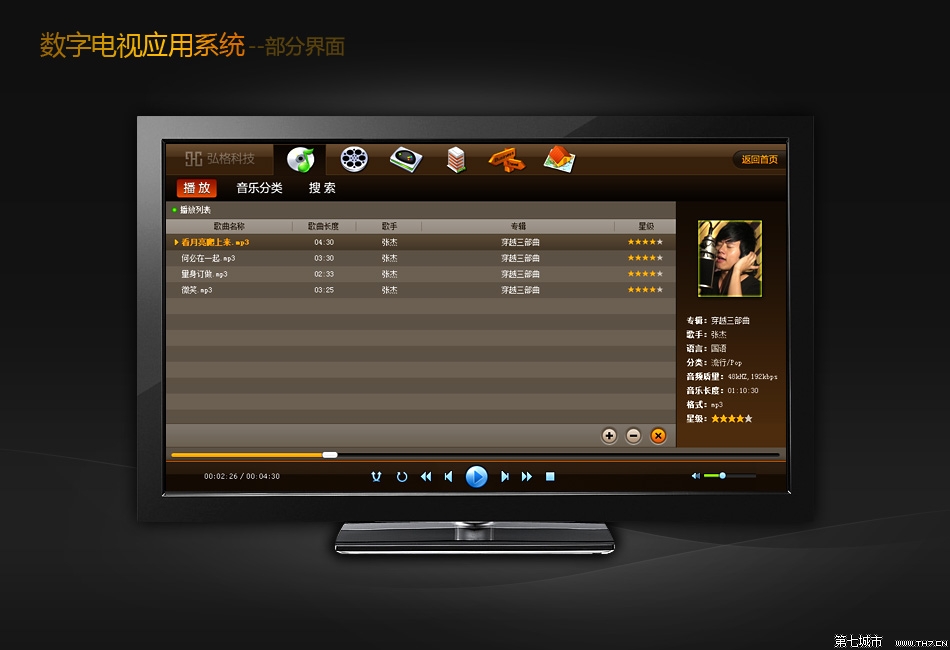 数字电视应用系统--部分界面
弘格科技
返回首页
播放 音乐分类 搜索
播放列表
歌曲名称 歌曲长度 歌手 专辑 星级
看月亮爬上来.mp3 04:30 张杰 穿越三部曲
何必在一起.mp3 03:30 张杰 穿越三部曲
量身订做.mp3 02:33 张杰 穿越三部曲
微笑.mp3 03:25 张杰 穿越三部曲
专辑：穿越三部曲
歌手：张杰
语言：国语
分类：流行/Pop
音频质量：48kHZ,192kbps
音乐长度：01:10:30
格式：mp3
星级：
00:02:26 / 00:04:30
第七城市 WWW.TH7.CN